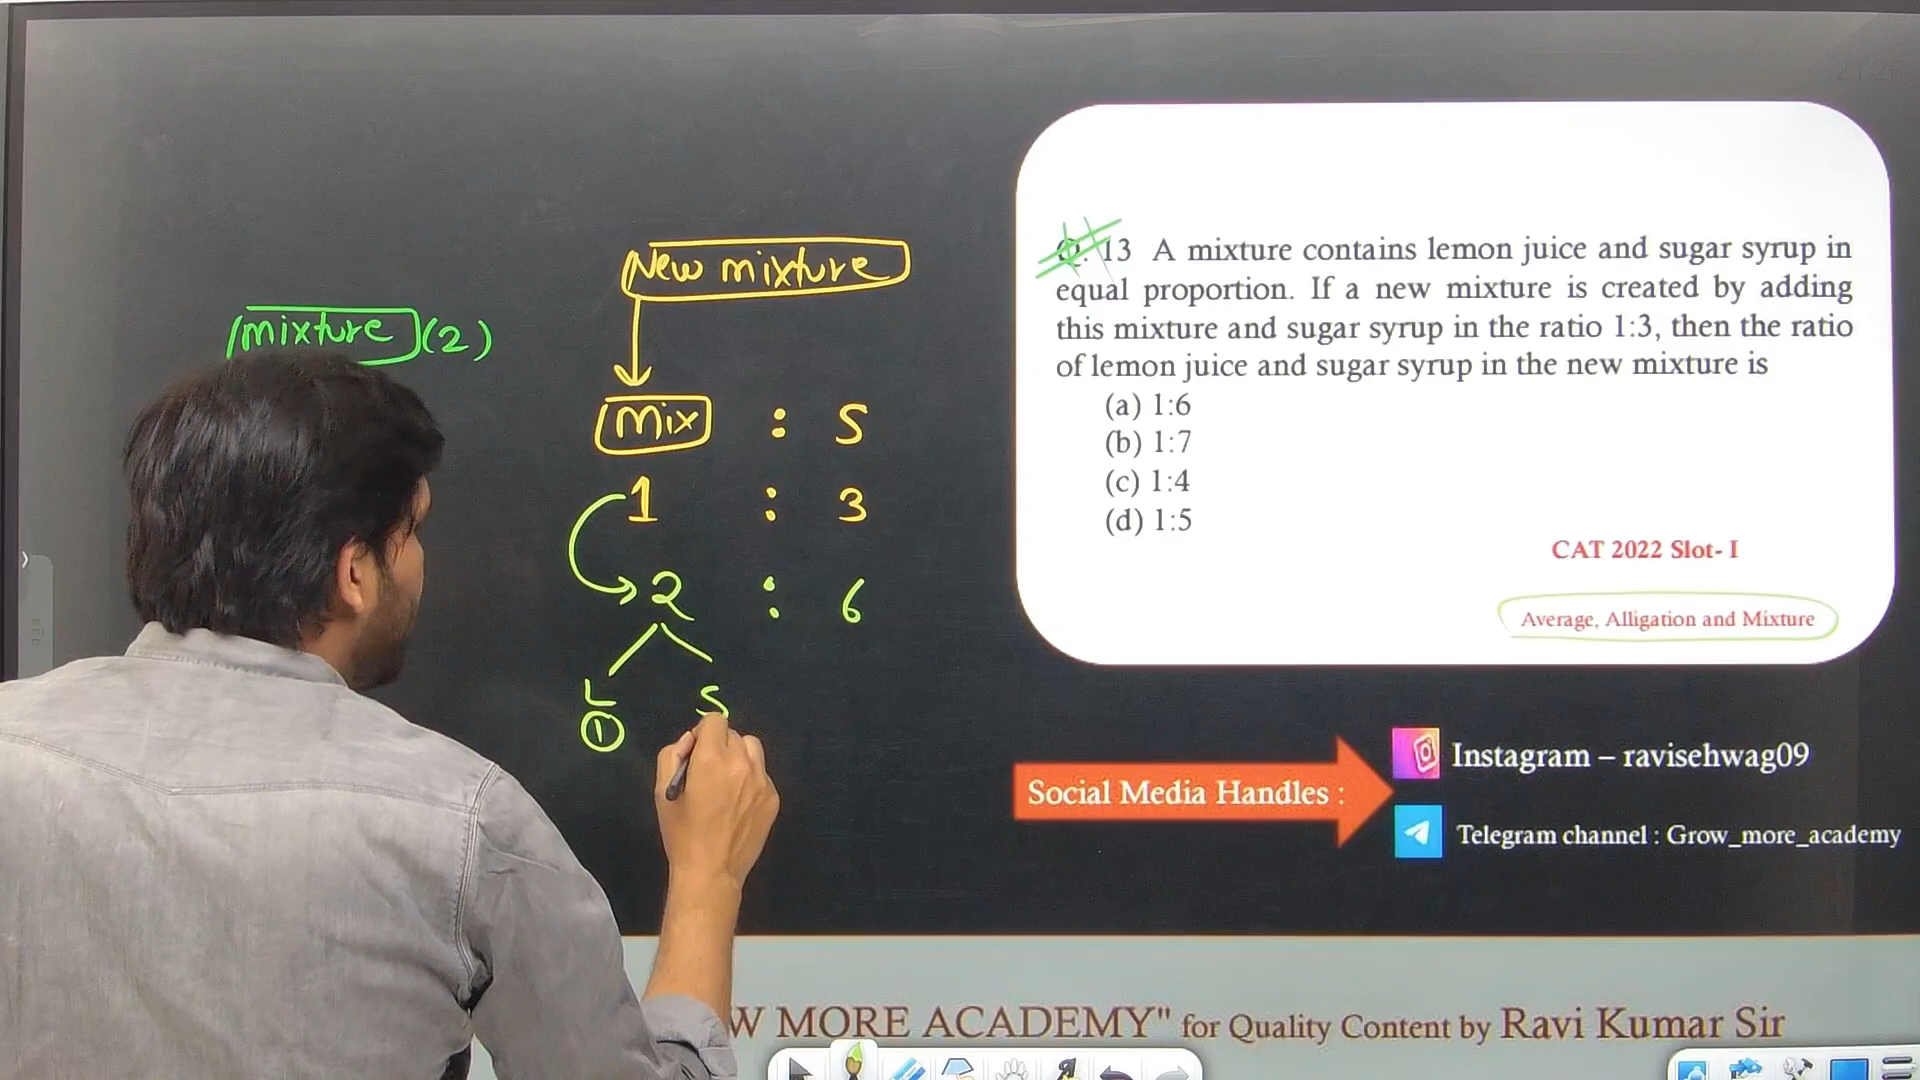 New mixture
mixture (2)
Mix : S
1 : 3
2 : 6
L S
1
Q. 13 A mixture contains lemon juice and sugar syrup in
equal proportion. If a new mixture is created by adding
this mixture and sugar syrup in the ratio 1:3, then the ratio
of lemon juice and sugar syrup in the new mixture is
(a) 1:6
(b) 1:7
(c) 1:4
(d) 1:5
CAT 2022 Slot- I
Average, Alligation and Mixture
Social Media Handles :
Instagram – ravisehwag09
Telegram channel : Grow_more_academy
W MORE ACADEMY" for Quality Content by Ravi Kumar Sir